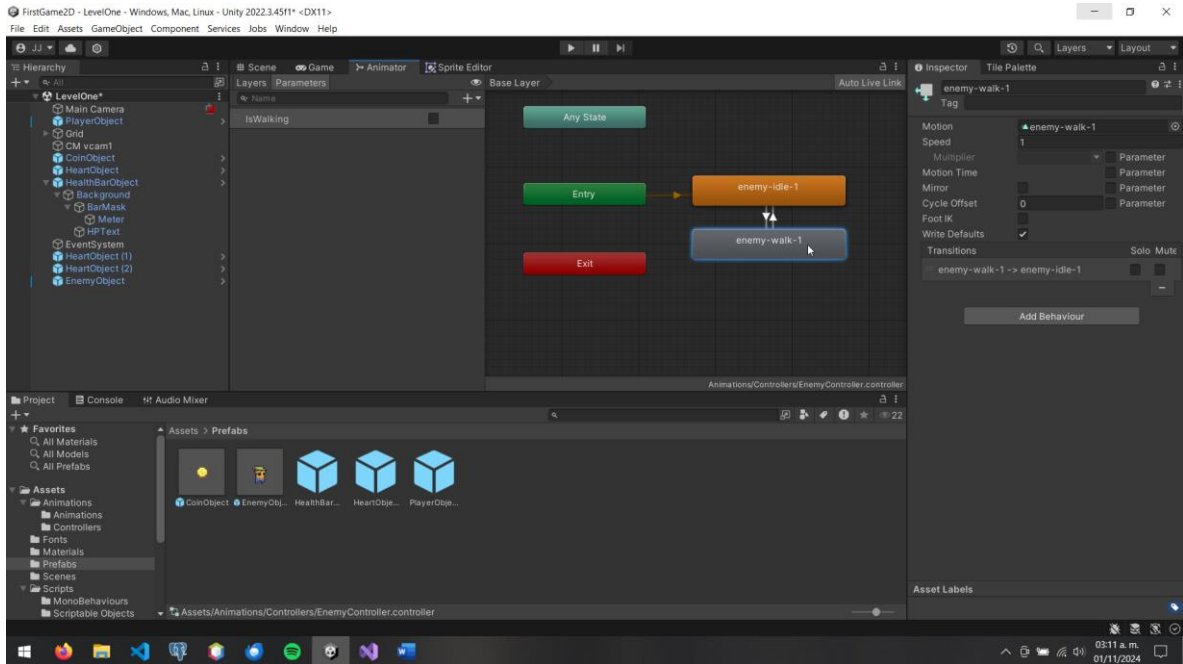 FirstGame2D - LevelOne - Windows, Mac, Linux - Unity 2022.3.45f1* <DX11>
File Edit Assets GameObject Component Services Jobs Window Help
JJ
Layers
Layout
Hierarchy
All
LevelOne*
Main Camera
PlayerObject
Grid
CM vcam1
CoinObject
HeartObject
HealthBarObject
Background
BarMask
Meter
HPText
EventSystem
HeartObject (1)
HeartObject (2)
EnemyObject
Scene Game Animator Sprite Editor
Layers Parameters
Base Layer
Auto Live Link
Name
IsWalking
Any State
Entry
enemy-idle-1
enemy-walk-1
Exit
Animations/Controllers/EnemyController.controller
Inspector Tile Palette
enemy-walk-1
Tag
Motion enemy-walk-1
Speed 1
Multiplier Parameter
Motion Time Parameter
Mirror Parameter
Cycle Offset 0 Parameter
Foot IK
Write Defaults
Transitions Solo Mute
enemy-walk-1 -> enemy-idle-1
Add Behaviour
Asset Labels
Project Console Audio Mixer
22
Favorites
All Materials
All Models
All Prefabs
Assets
Animations
Animations
Controllers
Fonts
Materials
Prefabs
Scenes
Scripts
MonoBehaviours
Scriptable Objects
Assets > Prefabs
CoinObject EnemyObj... HealthBar... HeartObje... PlayerObje...
Assets/Animations/Controllers/EnemyController.controller
03:11 a. m.
01/11/2024